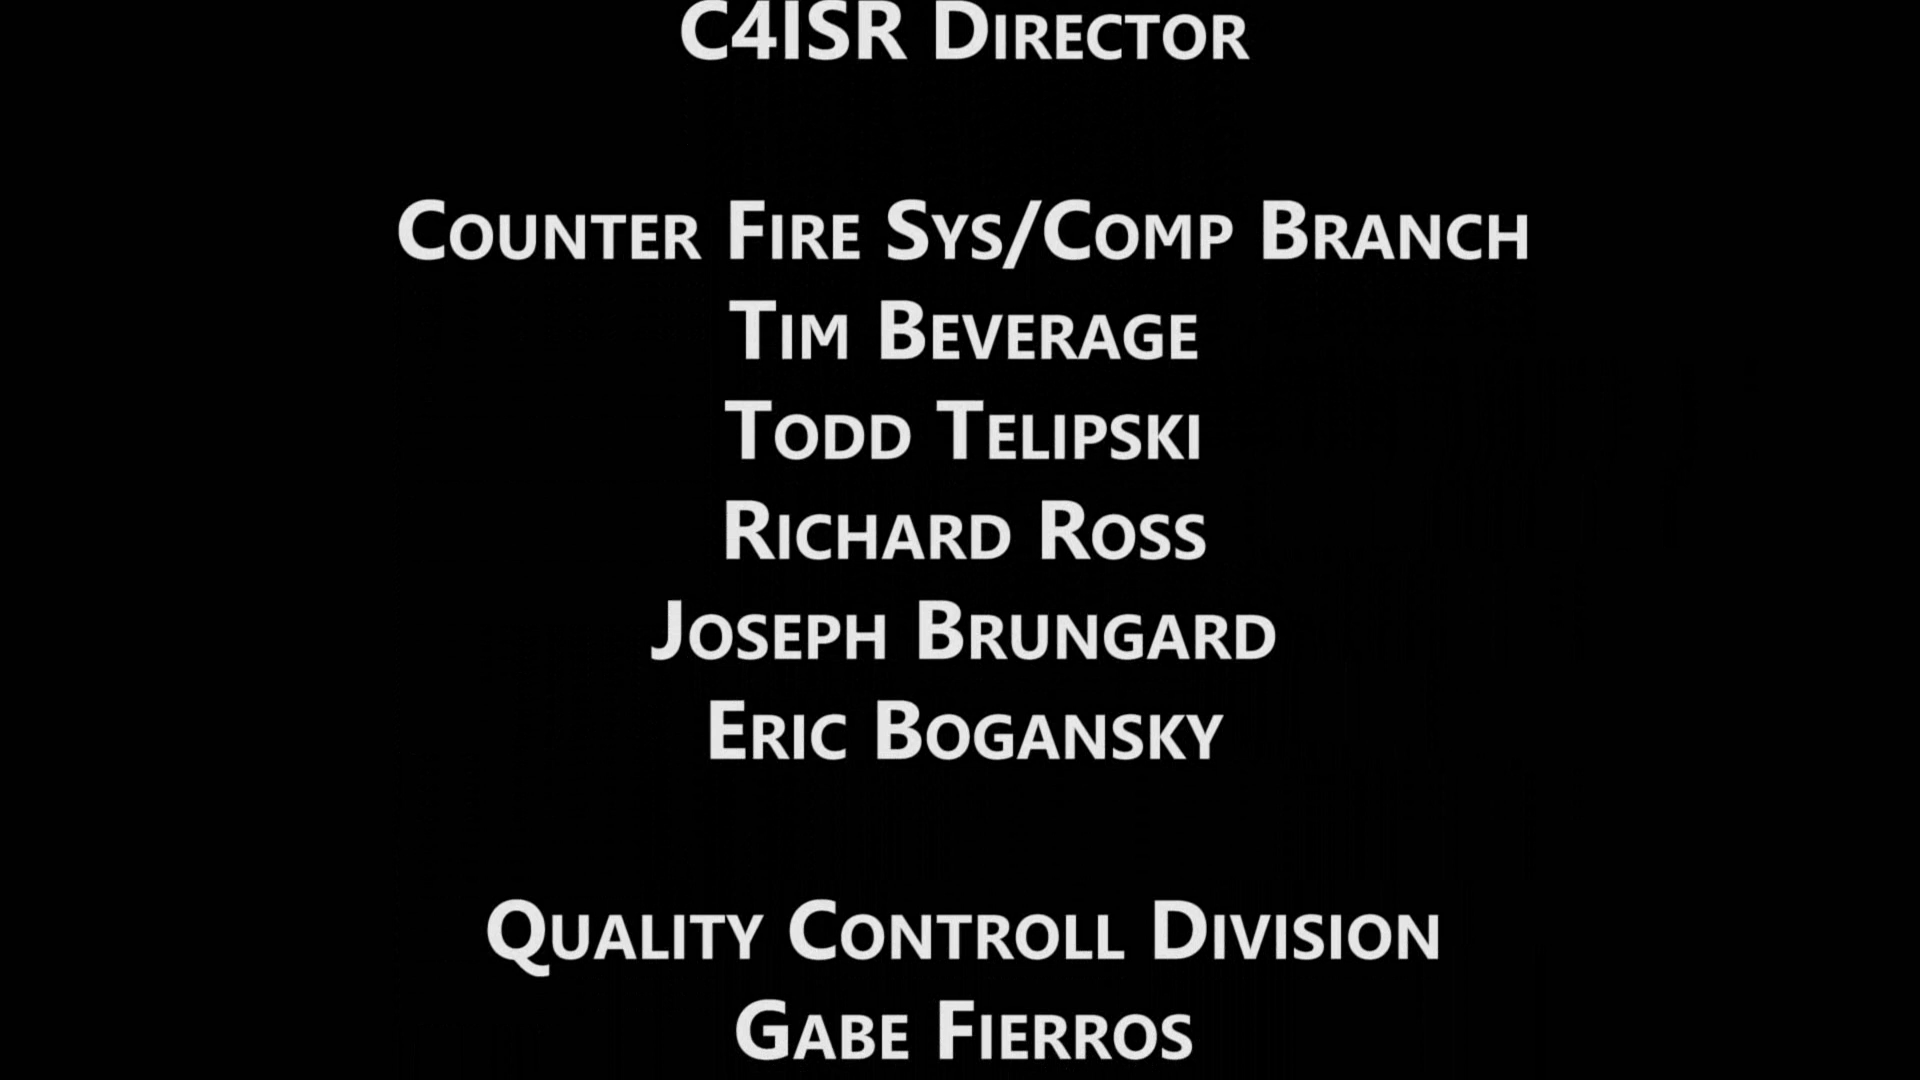 C4ISR Director
Counter Fire Sys/Comp Branch
Tim Beverage
Todd Telipski
Richard Ross
Joseph Brungard
Eric Bogansky
Quality Controll Division
Gabe Fierros